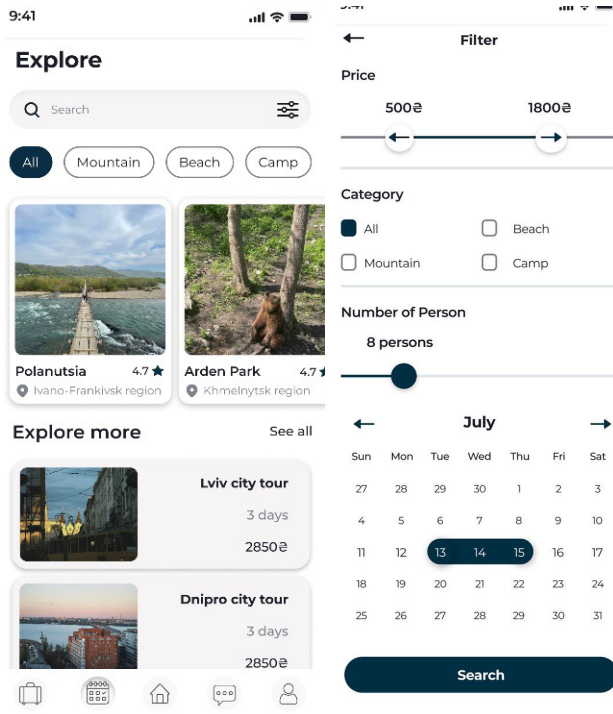 9:41
Explore
Search
All
Mountain
Beach
Camp
Polanutsia
4.7
Ivano-Frankivsk region
Arden Park
4.7
Khmelnytsk region
Explore more
See all
Lviv city tour
3 days
2850₴
Dnipro city tour
3 days
2850₴
9:41
Filter
Price
500₴
1800₴
Category
All
Beach
Mountain
Camp
Number of Person
8 persons
July
Sun Mon Tue Wed Thu Fri Sat
27 28 29 30 1 2 3
4 5 6 7 8 9 10
11 12 13 14 15 16 17
18 19 20 21 22 23 24
25 26 27 28 29 30 31
Search